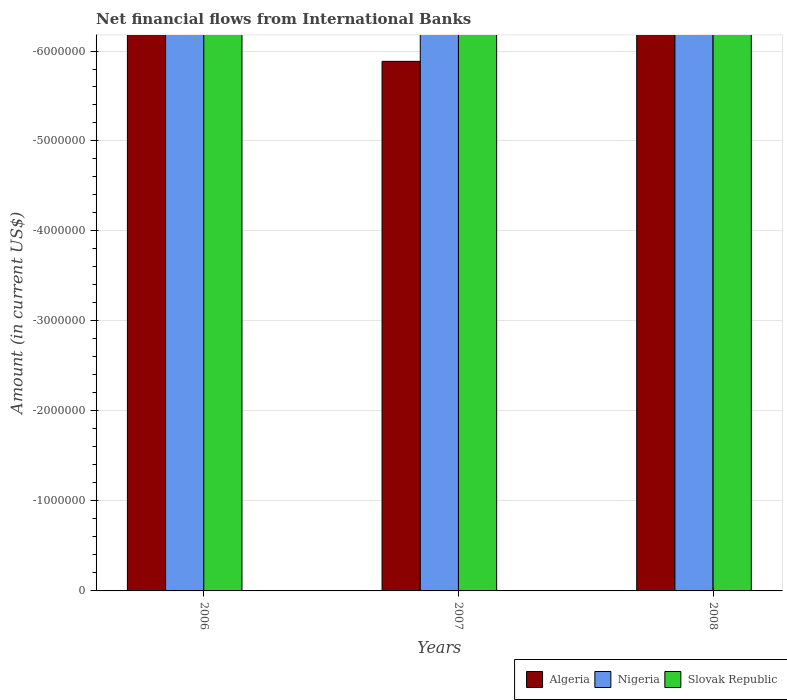 Net financial flows from International Banks
Amount (in current US$)
-6000000
-5000000
-4000000
-3000000
-2000000
-1000000
0
2006
2007
2008
Years
Algeria
Nigeria
Slovak Republic